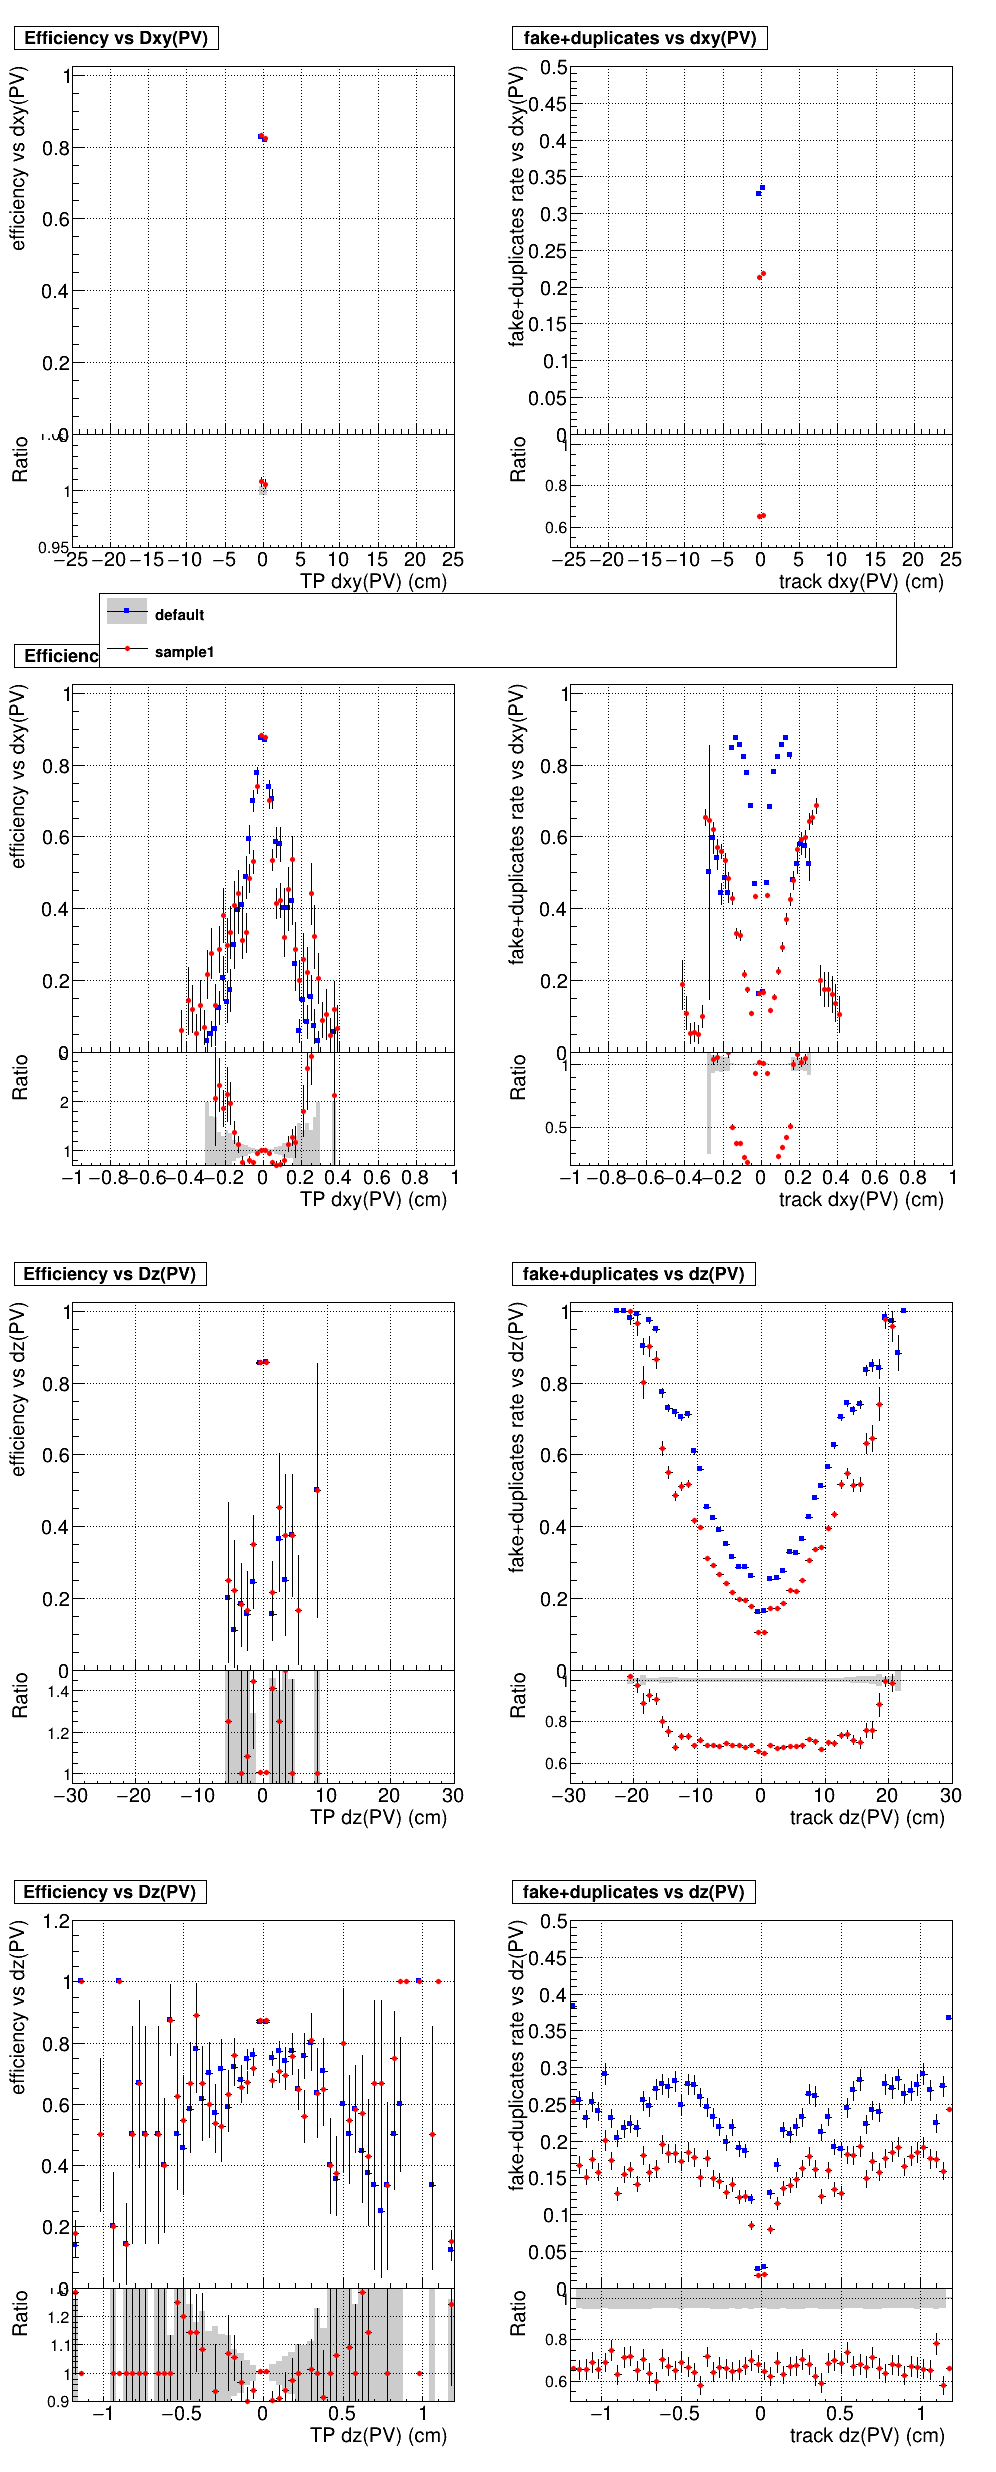 Efficiency vs Dxy(PV)
fake+duplicates vs dxy(PV)
efficiency vs dxy(PV)
1
0.8
0.6
0.4
0.2
0
Ratio
1
0.95
−25 −20 −15 −10 −5 0 5 10 15 20 25
TP dxy(PV) (cm)
fake+duplicates rate vs dxy(PV)
0.5
0.45
0.4
0.35
0.3
0.25
0.2
0.15
0.1
0.05
0
Ratio
1
0.8
0.6
−25 −20 −15 −10 −5 0 5 10 15 20 25
track dxy(PV) (cm)
default
sample1
Efficienc
efficiency vs dxy(PV)
1
0.8
0.6
0.4
0.2
0
Ratio
2
1
−1 −0.8 −0.6 −0.4 −0.2 0 0.2 0.4 0.6 0.8 1
TP dxy(PV) (cm)
fake+duplicates rate vs dxy(PV)
1
0.8
0.6
0.4
0.2
0
Ratio
1
0.5
−1 −0.8 −0.6 −0.4 −0.2 0 0.2 0.4 0.6 0.8 1
track dxy(PV) (cm)
Efficiency vs Dz(PV)
fake+duplicates vs dz(PV)
efficiency vs dz(PV)
1
0.8
0.6
0.4
0.2
0
Ratio
1.4
1.2
1
−30 −20 −10 0 10 20 30
TP dz(PV) (cm)
fake+duplicates rate vs dz(PV)
1
0.8
0.6
0.4
0.2
0
Ratio
1
0.8
0.6
−30 −20 −10 0 10 20 30
track dz(PV) (cm)
Efficiency vs Dz(PV)
fake+duplicates vs dz(PV)
efficiency vs dz(PV)
1.2
1
0.8
0.6
0.4
0.2
0
Ratio
1.2
1.1
1
0.9
−1 −0.5 0 0.5 1
TP dz(PV) (cm)
fake+duplicates rate vs dz(PV)
0.5
0.45
0.4
0.35
0.3
0.25
0.2
0.15
0.1
0.05
0
Ratio
1
0.8
0.6
−1 −0.5 0 0.5 1
track dz(PV) (cm)